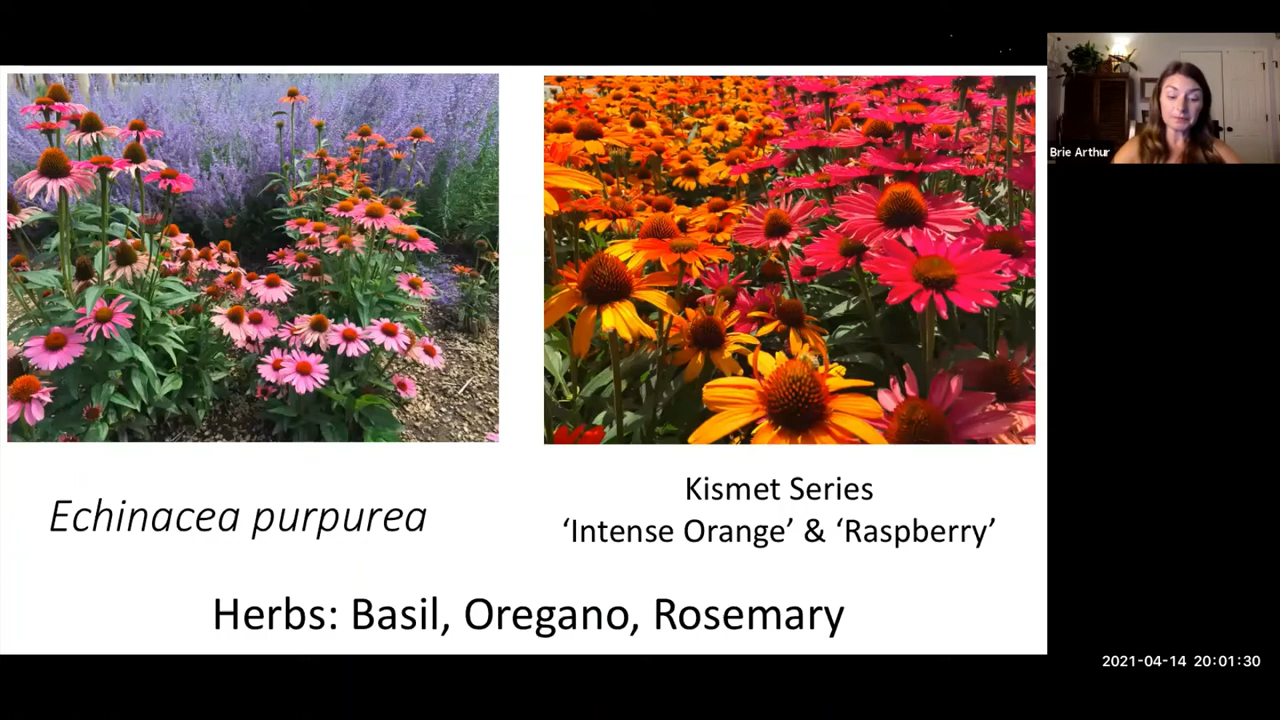 Brie Arthur
Echinacea purpurea
Kismet Series
‘Intense Orange’ & ‘Raspberry’
Herbs: Basil, Oregano, Rosemary
2021-04-14 20:01:30